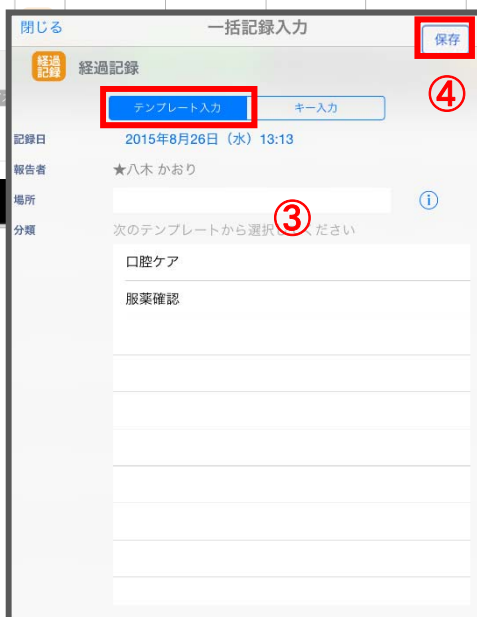 閉じる 一括記録入力 保存
経過記録 経過記録
④
テンプレート入力 キー入力
記録日 2015年8月26日（水）13:13
報告者 ★八木 かおり
場所
③
分類 次のテンプレートから選択してください
口腔ケア
服薬確認